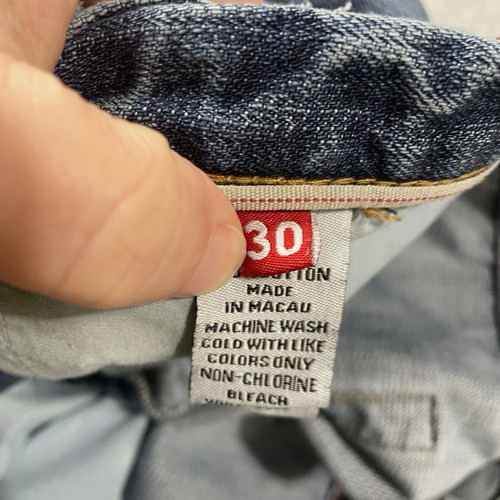 30
MADE
IN MACAU
MACHINE WASH
COLD WITH LIKE
COLORS ONLY
NON-CHLORINE
BLEACH